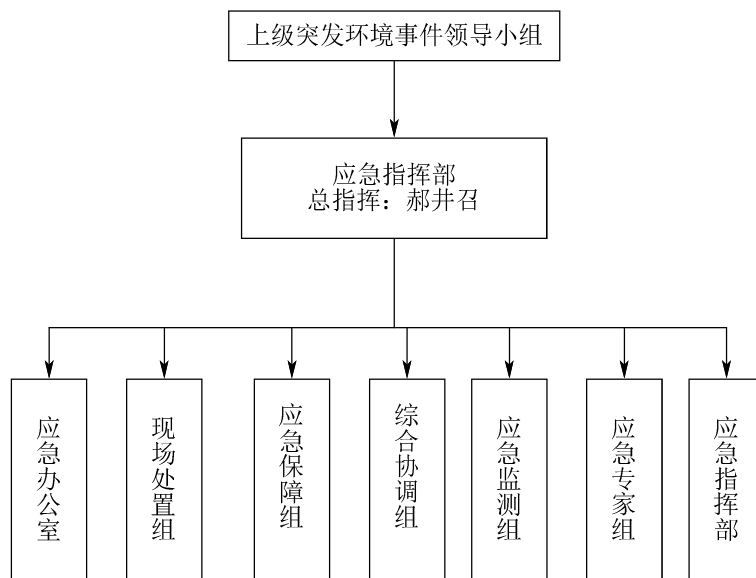 上级突发环境事件领导小组
应急指挥部
总指挥：郝井召
应急办公室
现场处置组
应急保障组
综合协调组
应急监测组
应急专家组
应急指挥部